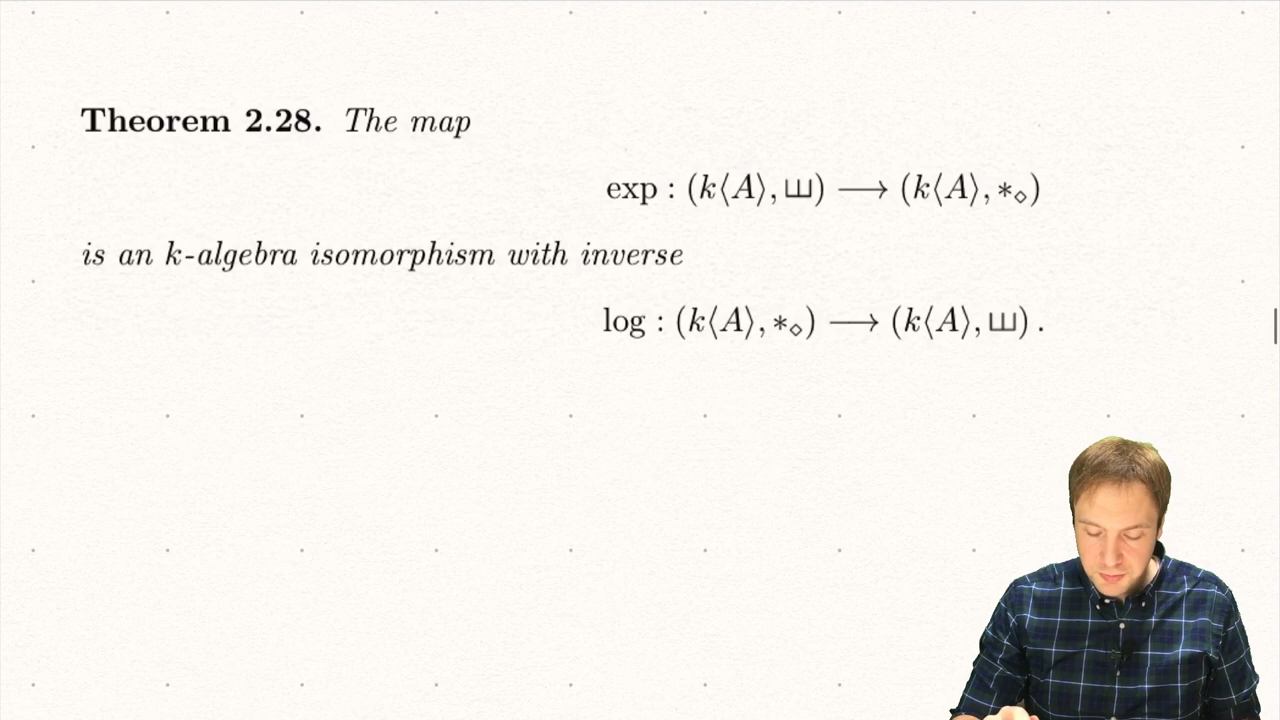 Theorem 2.28. The map
exp : (k⟨A⟩, ш) ⟶ (k⟨A⟩, *⋄)
is an k-algebra isomorphism with inverse
log : (k⟨A⟩, *⋄) ⟶ (k⟨A⟩, ш) .